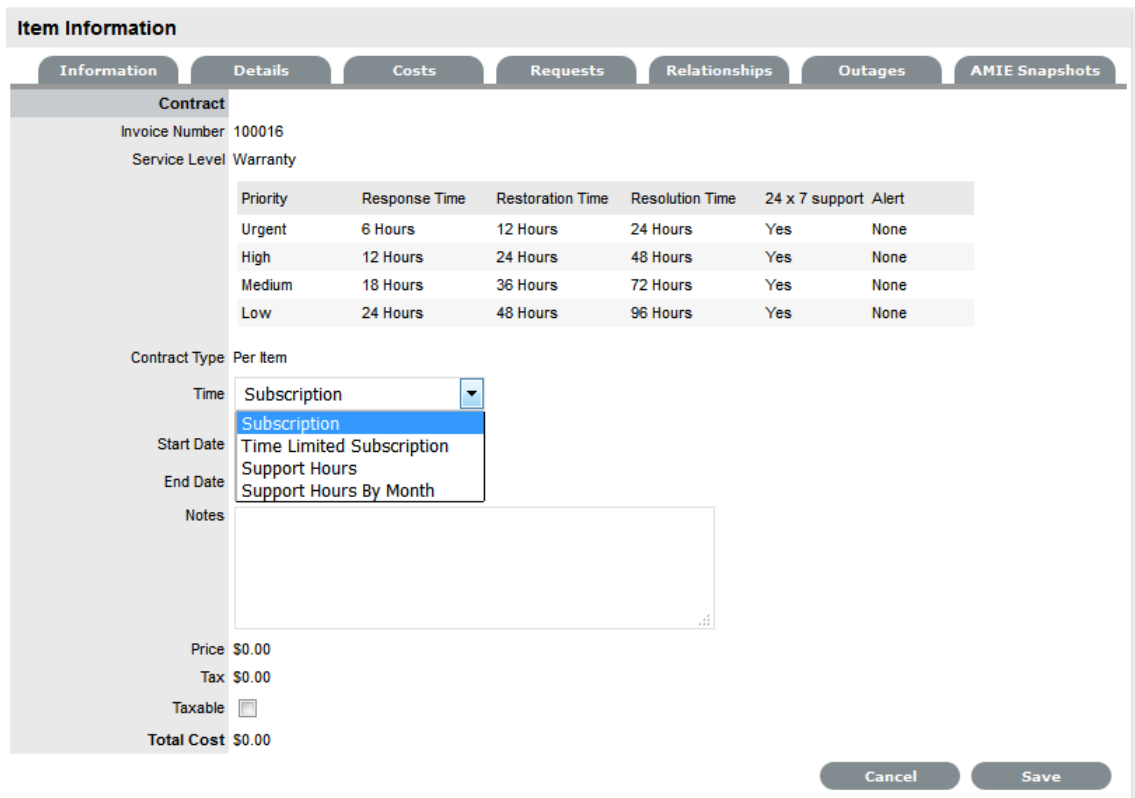 Item Information
Information Details Costs Requests Relationships Outages AMIE Snapshots
Contract
Invoice Number 100016
Service Level Warranty
Priority Response Time Restoration Time Resolution Time 24 x 7 support Alert
Urgent 6 Hours 12 Hours 24 Hours Yes None
High 12 Hours 24 Hours 48 Hours Yes None
Medium 18 Hours 36 Hours 72 Hours Yes None
Low 24 Hours 48 Hours 96 Hours Yes None
Contract Type Per Item
Time Subscription
Subscription
Start Date Time Limited Subscription
Support Hours
End Date Support Hours By Month
Notes
Price $0.00
Tax $0.00
Taxable
Total Cost $0.00
Cancel Save